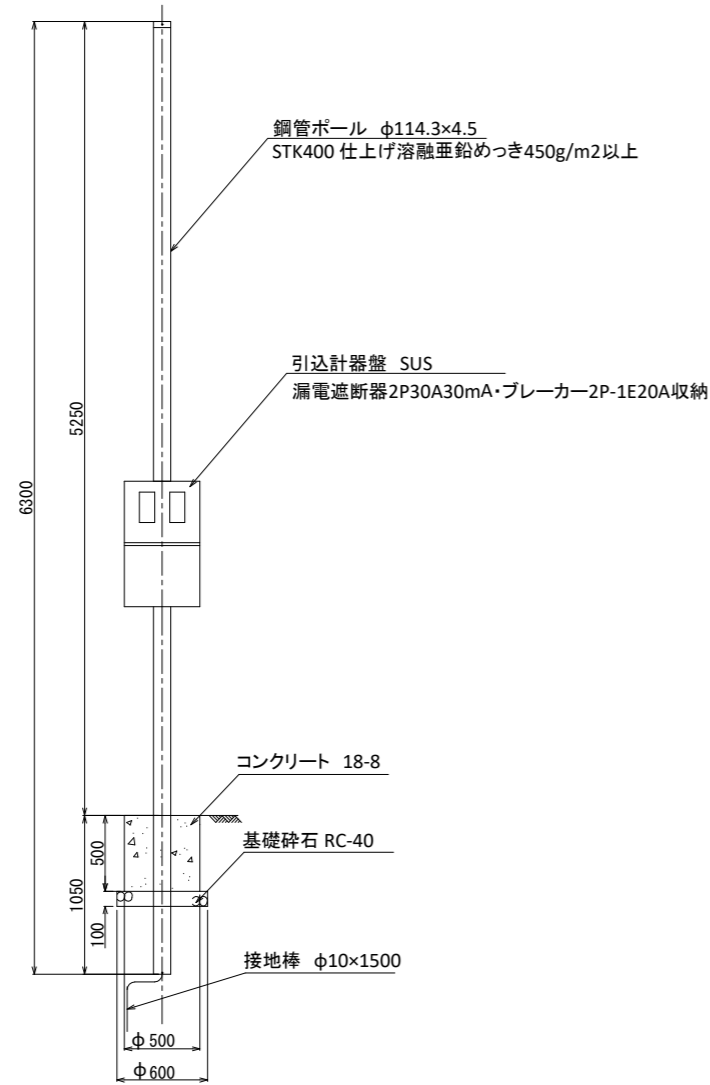 鋼管ポール φ114.3×4.5
STK400 仕上げ溶融亜鉛めっき450g/m2以上
引込計器盤 SUS
漏電遮断器2P30A30mA・ブレーカー2P-1E20A収納
5250
6300
コンクリート 18-8
基礎砕石 RC-40
500
1050
100
接地棒 φ10×1500
φ500
φ600